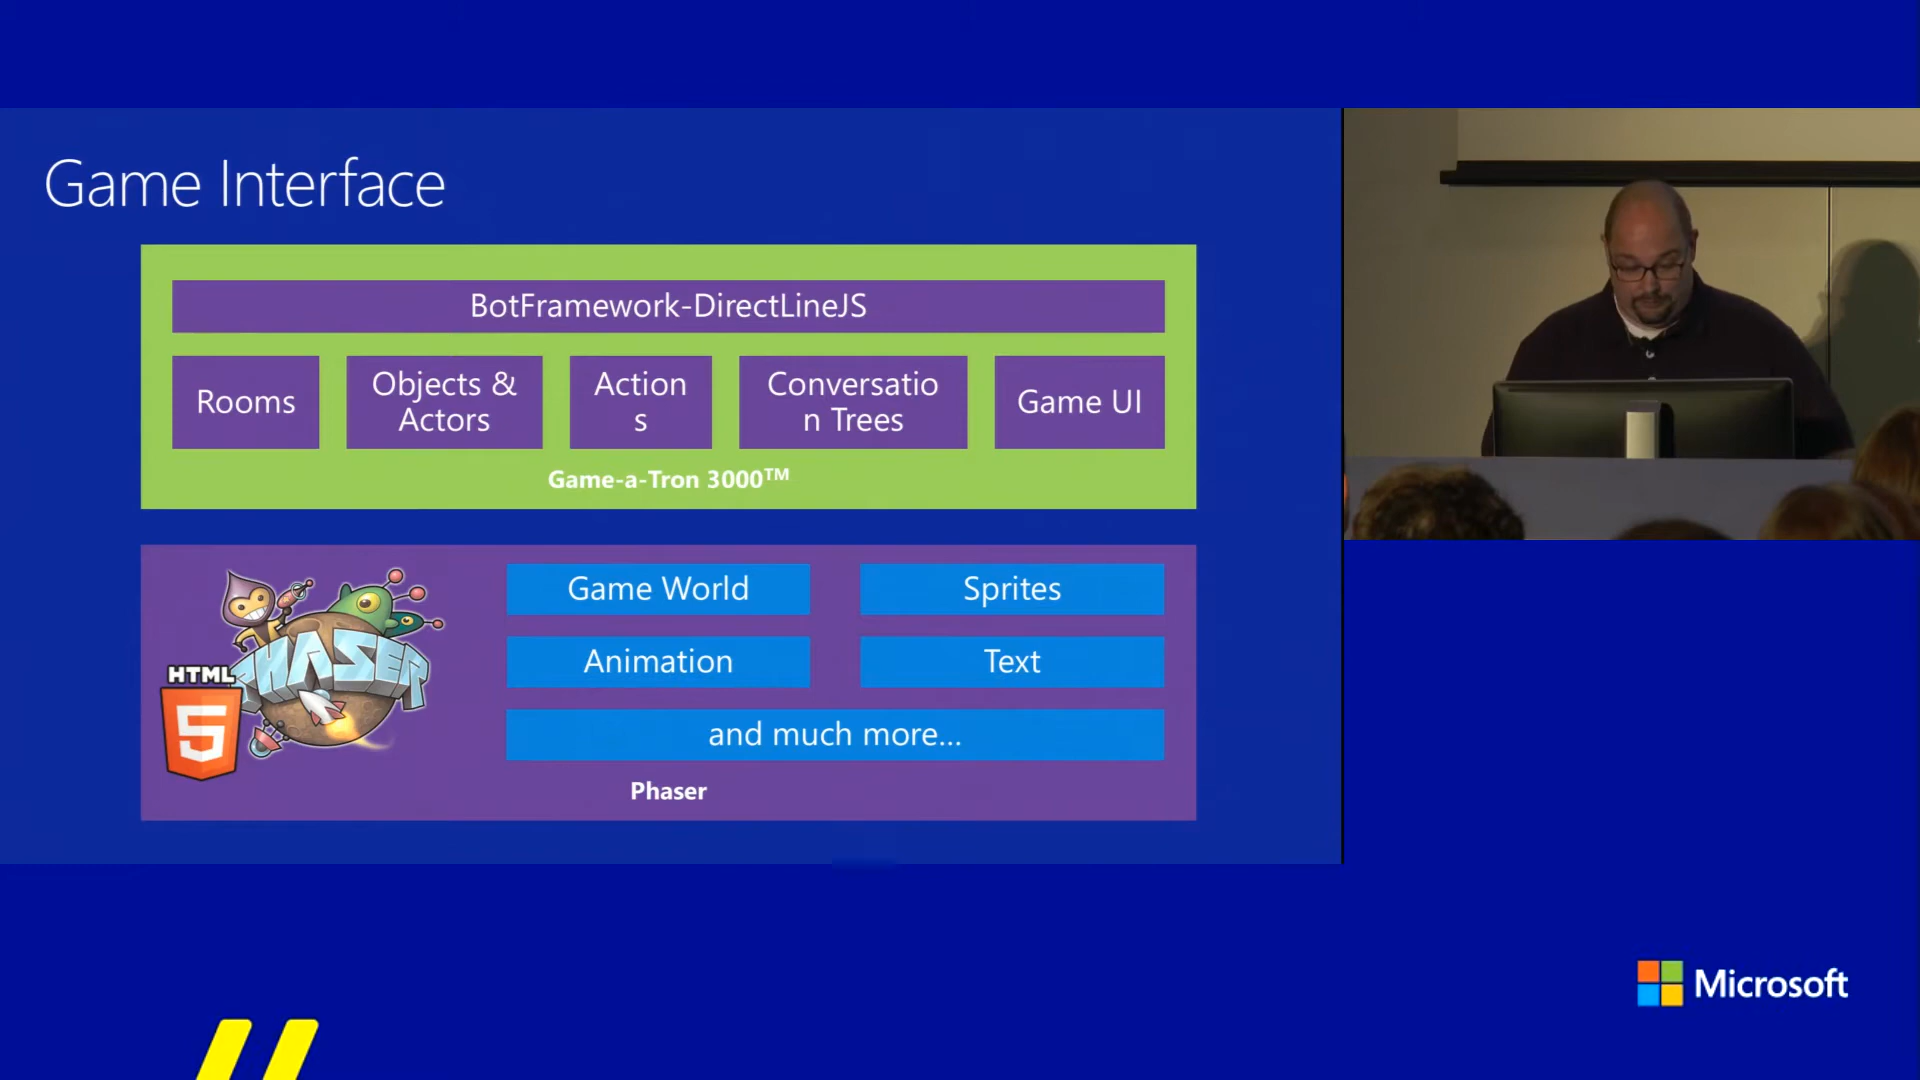 Game Interface
BotFramework-DirectLineJS
Rooms
Objects &
Actors
Action
s
Conversatio
n Trees
Game UI
Game-a-Tron 3000™
HTML
5
PHASER
Game World
Sprites
Animation
Text
and much more...
Phaser
Microsoft